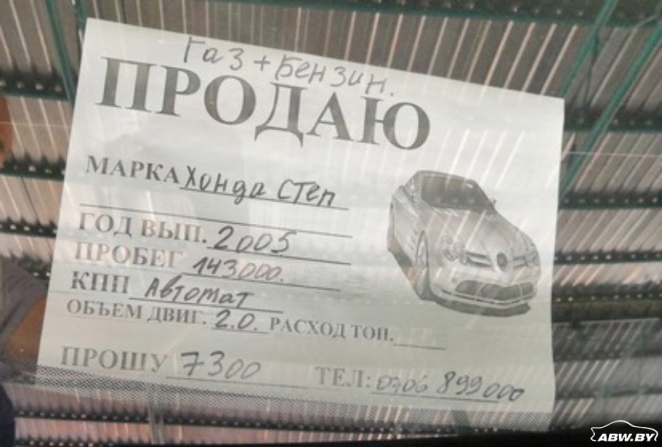 Газ + Бензин.
ПРОДАЮ
МАРКА Хонда Степ
ГОД ВЫП. 2005
ПРОБЕГ 143000.
КПП Автомат
ОБЪЕМ ДВИГ. 2.0. РАСХОД ТОП.
ПРОШУ 7300 ТЕЛ: 0706 899000
ABW.BY